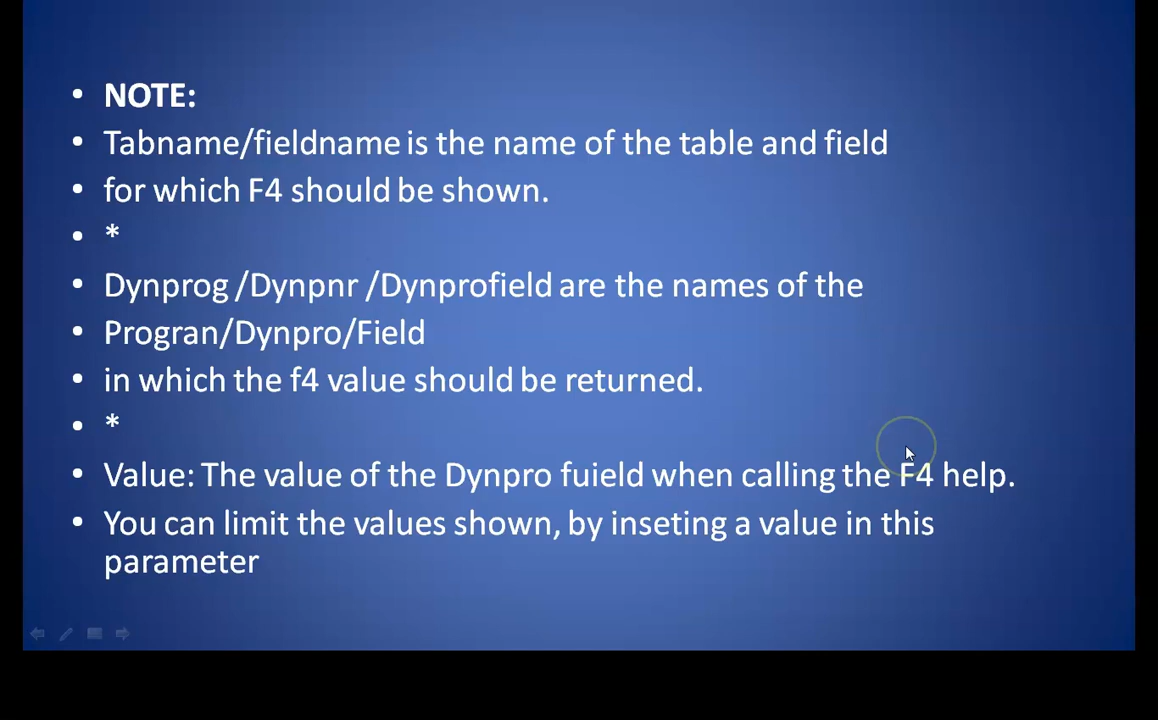 • NOTE:
• Tabname/fieldname is the name of the table and field
• for which F4 should be shown.
• *
• Dynprog /Dynpnr /Dynprofield are the names of the
• Progran/Dynpro/Field
• in which the f4 value should be returned.
• *
• Value: The value of the Dynpro fuield when calling the F4 help.
• You can limit the values shown, by inseting a value in this
parameter